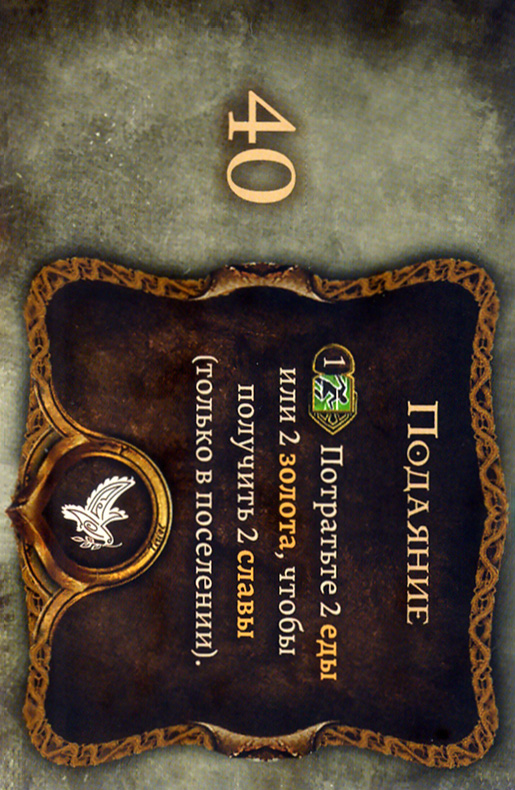 40
Подаяние
1 Потратьте 2 еды
или 2 золота, чтобы
получить 2 славы
(только в поселении).